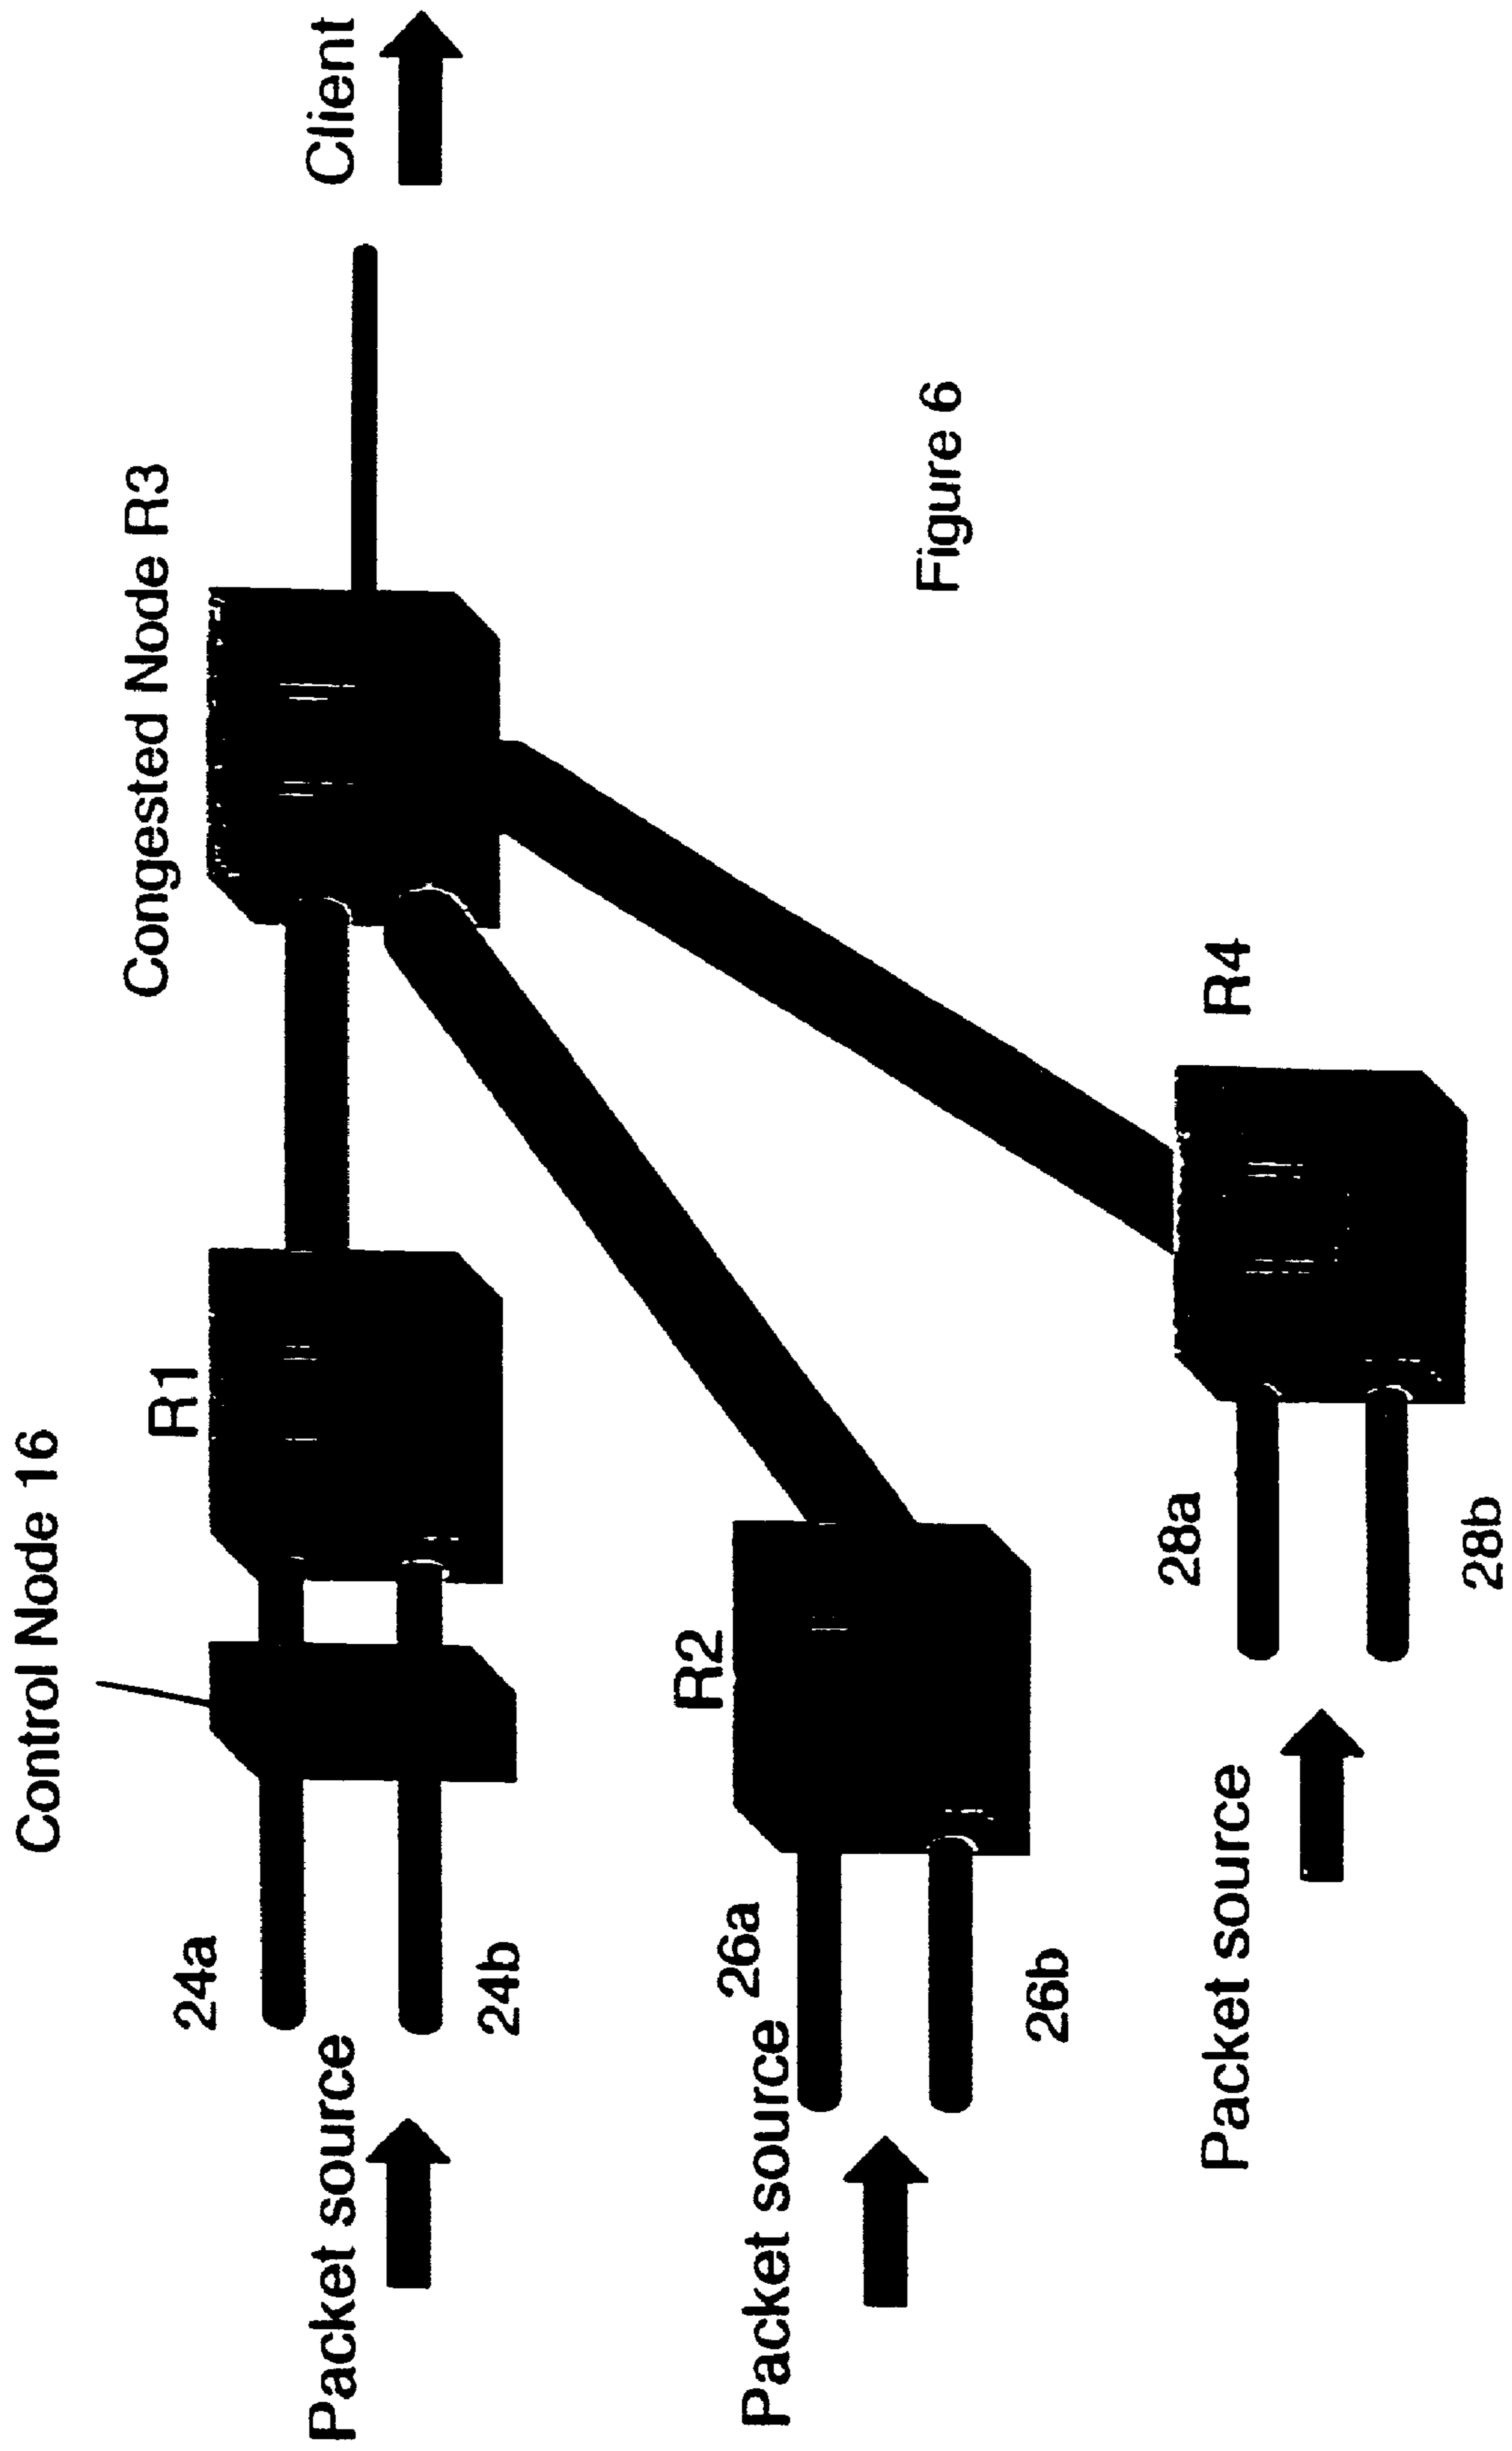 Control Node 16
R1
Congested Node R3
Client
24a
Packet source
24b
R2
26a
Packet source
26b
Figure 6
R4
28a
Packet source
28b